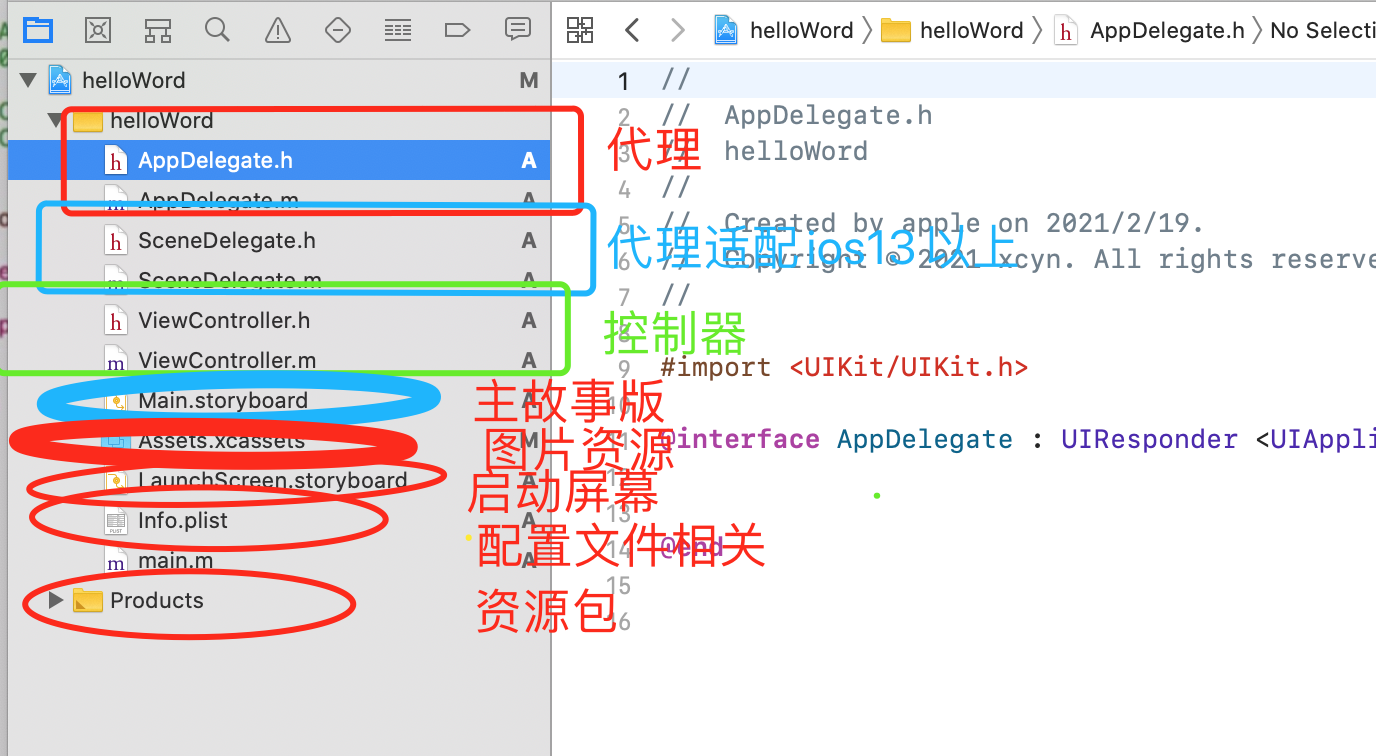 helloWord > helloWord > AppDelegate.h > No Selecti
helloWord M
helloWord
AppDelegate.h A
AppDelegate.m A
SceneDelegate.h A
SceneDelegate.m A
ViewController.h A
ViewController.m A
Main.storyboard A
Assets.xcassets M
LaunchScreen.storyboard A
Info.plist A
main.m A
Products
代理
代理适配ios13以上
控制器
主故事版
图片资源
启动屏幕
配置文件相关
资源包
1 //
2 // AppDelegate.h
3 // helloWord
4 //
5 // Created by apple on 2021/2/19.
6 // Copyright © 2021 xcyn. All rights reserve
7 //
8
9 #import <UIKit/UIKit.h>
10
11 @interface AppDelegate : UIResponder <UIAppli
12
13
14 @end
15
16